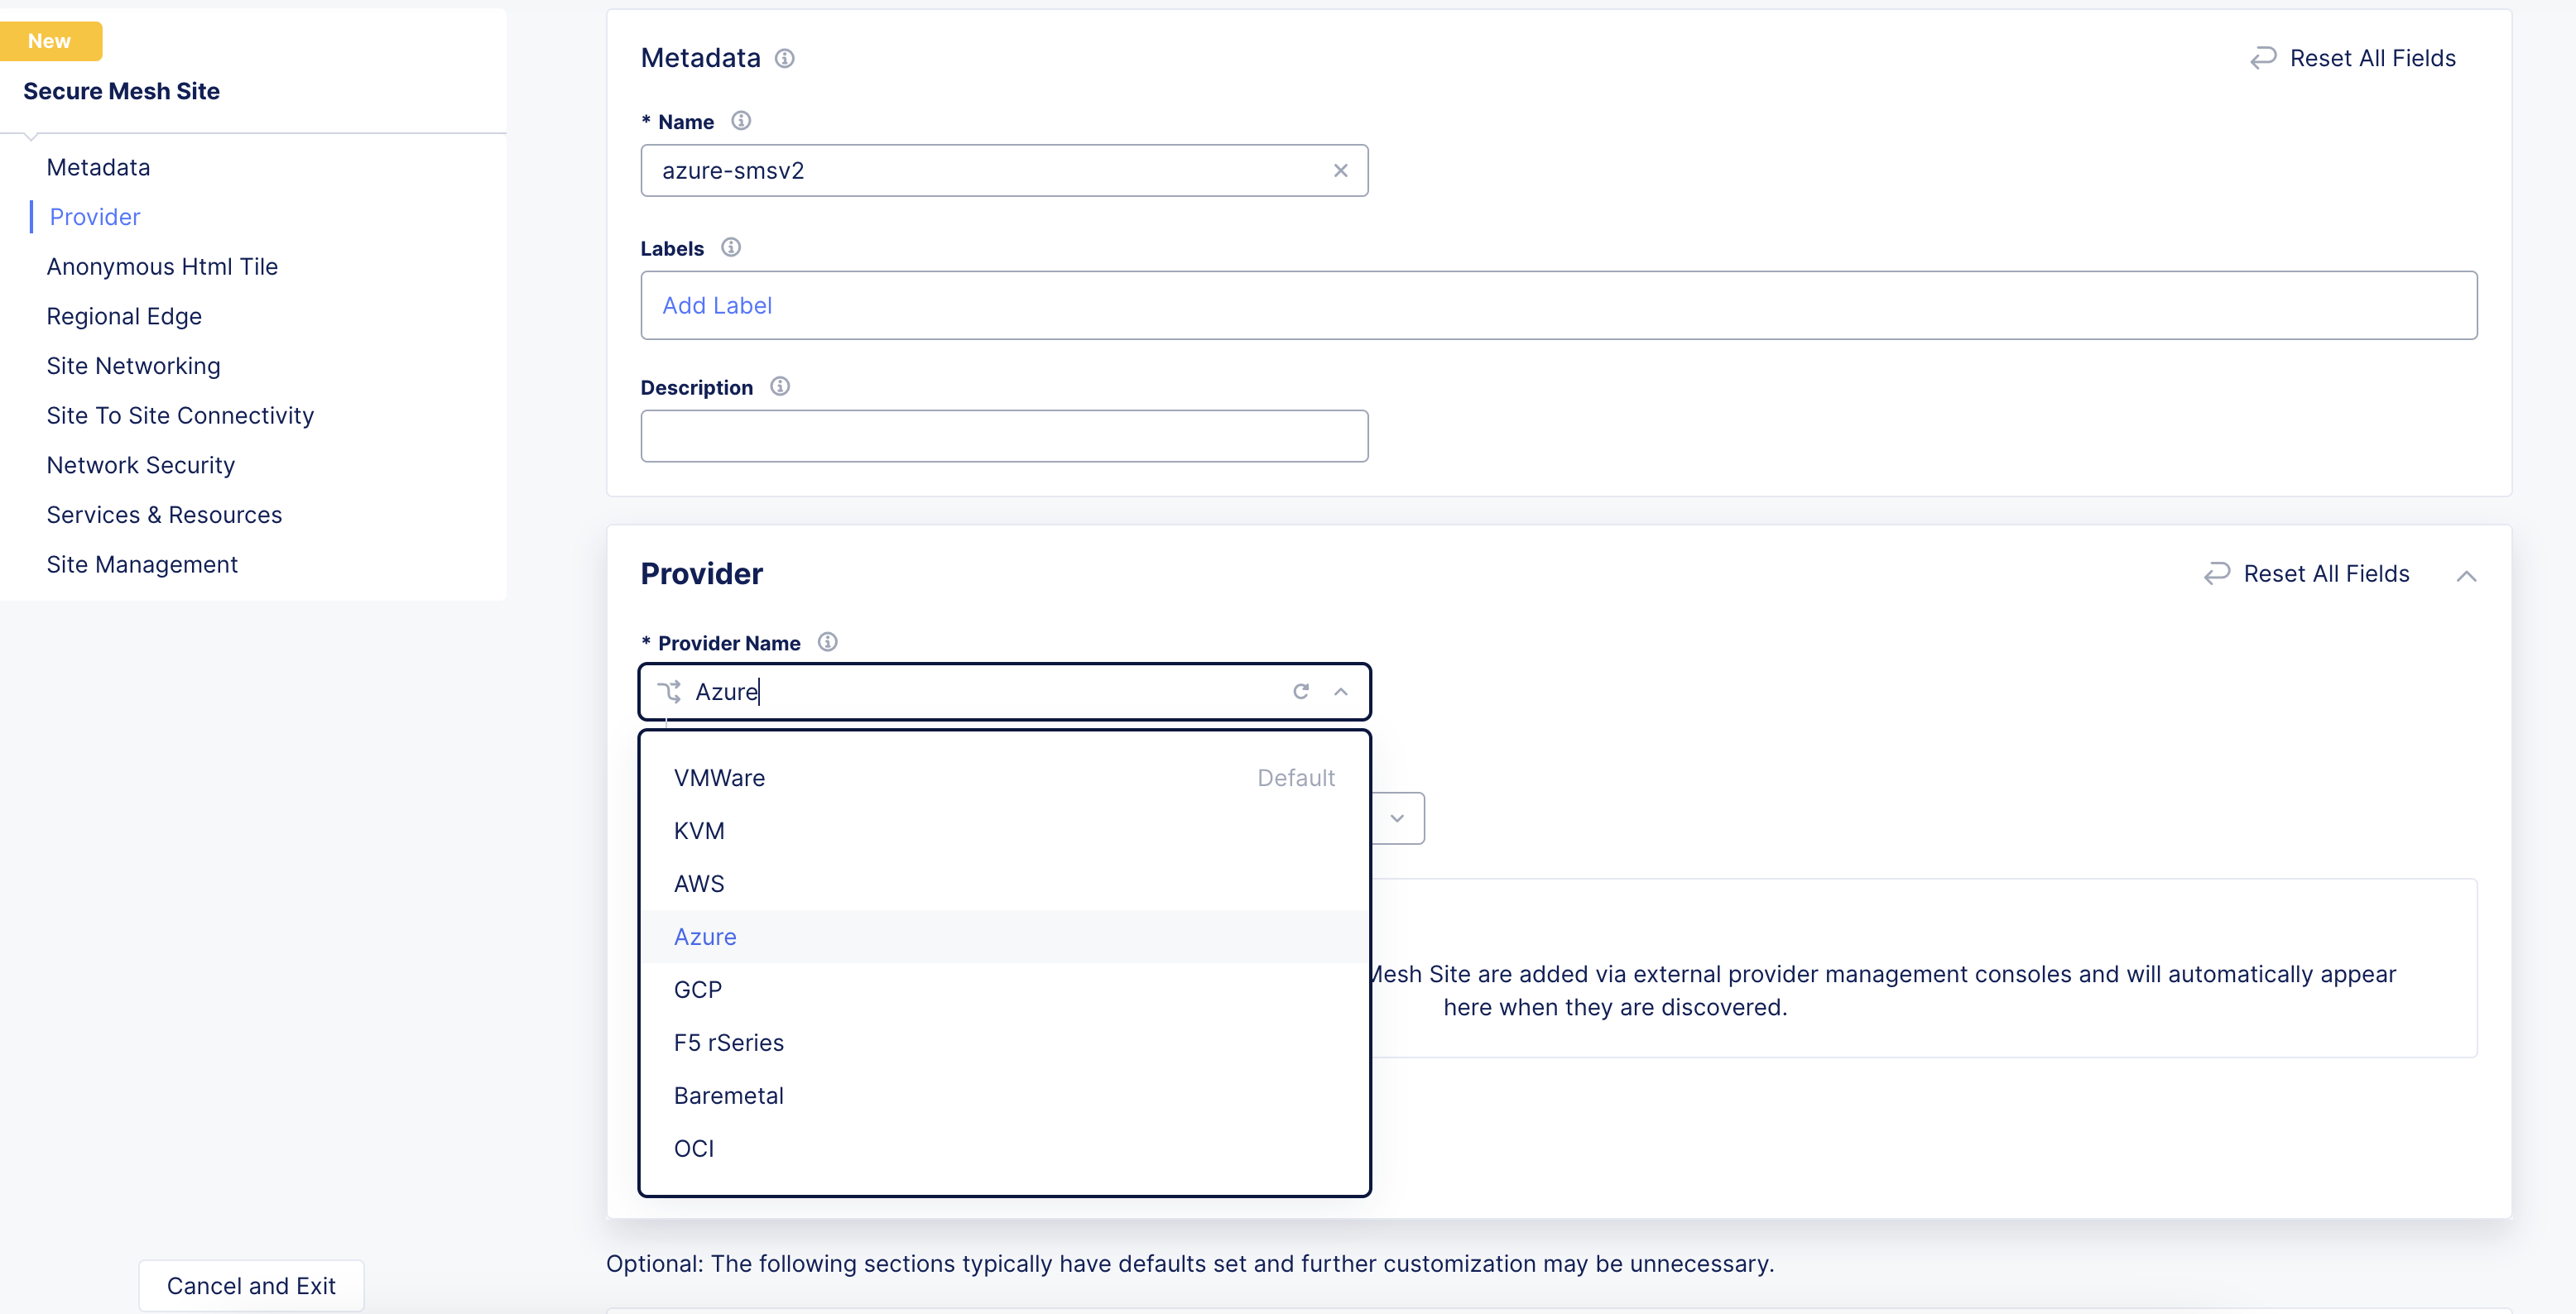 New
Secure Mesh Site
Metadata
Provider
Anonymous Html Tile
Regional Edge
Site Networking
Site To Site Connectivity
Network Security
Services & Resources
Site Management
Cancel and Exit
Metadata
Reset All Fields
* Name
azure-smsv2
Labels
Add Label
Description
Provider
Reset All Fields
* Provider Name
Azure
VMWare Default
KVM
AWS
Azure
GCP
F5 rSeries
Baremetal
OCI
Mesh Site are added via external provider management consoles and will automatically appear
here when they are discovered.
Optional: The following sections typically have defaults set and further customization may be unnecessary.